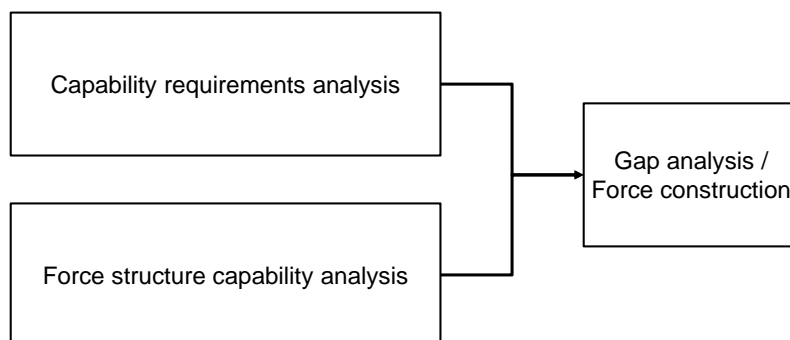 Capability requirements analysis
Gap analysis /
Force construction
Force structure capability analysis